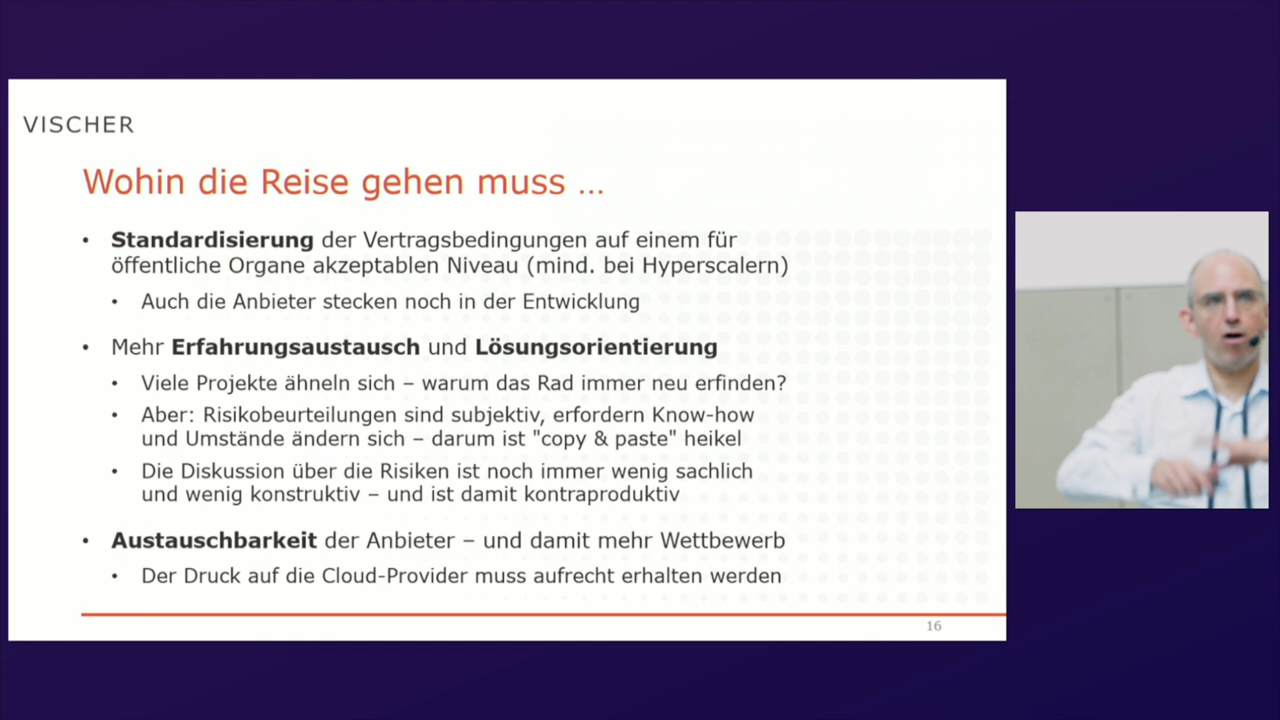 VISCHER
Wohin die Reise gehen muss ...
• Standardisierung der Vertragsbedingungen auf einem für
öffentliche Organe akzeptablen Niveau (mind. bei Hyperscalern)
• Auch die Anbieter stecken noch in der Entwicklung
• Mehr Erfahrungsaustausch und Lösungsorientierung
• Viele Projekte ähneln sich – warum das Rad immer neu erfinden?
• Aber: Risikobeurteilungen sind subjektiv, erfordern Know-how
und Umstände ändern sich – darum ist "copy & paste" heikel
• Die Diskussion über die Risiken ist noch immer wenig sachlich
und wenig konstruktiv – und ist damit kontraproduktiv
• Austauschbarkeit der Anbieter – und damit mehr Wettbewerb
• Der Druck auf die Cloud-Provider muss aufrecht erhalten werden
16